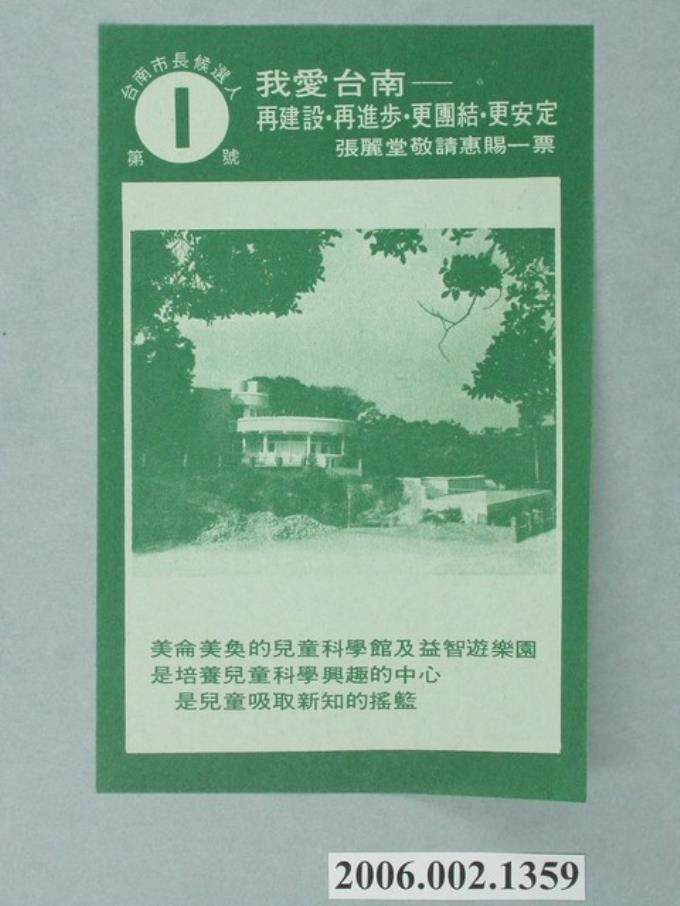 台南市長候選人
第1號
我愛台南——
再建設・再進步・更團結・更安定
張麗堂敬請惠賜一票
美侖美奐的兒童科學館及益智遊樂園
是培養兒童科學興趣的中心
是兒童吸取新知的搖籃
2006.002.1359